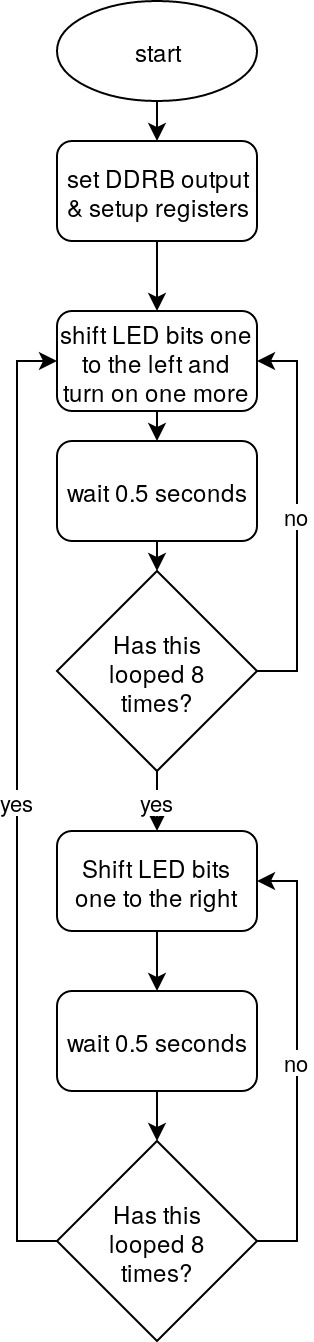 start
set DDRB output
& setup registers
shift LED bits one
to the left and
turn on one more
wait 0.5 seconds
no
Has this
looped 8
times?
yes
yes
Shift LED bits
one to the right
wait 0.5 seconds
no
Has this
looped 8
times?